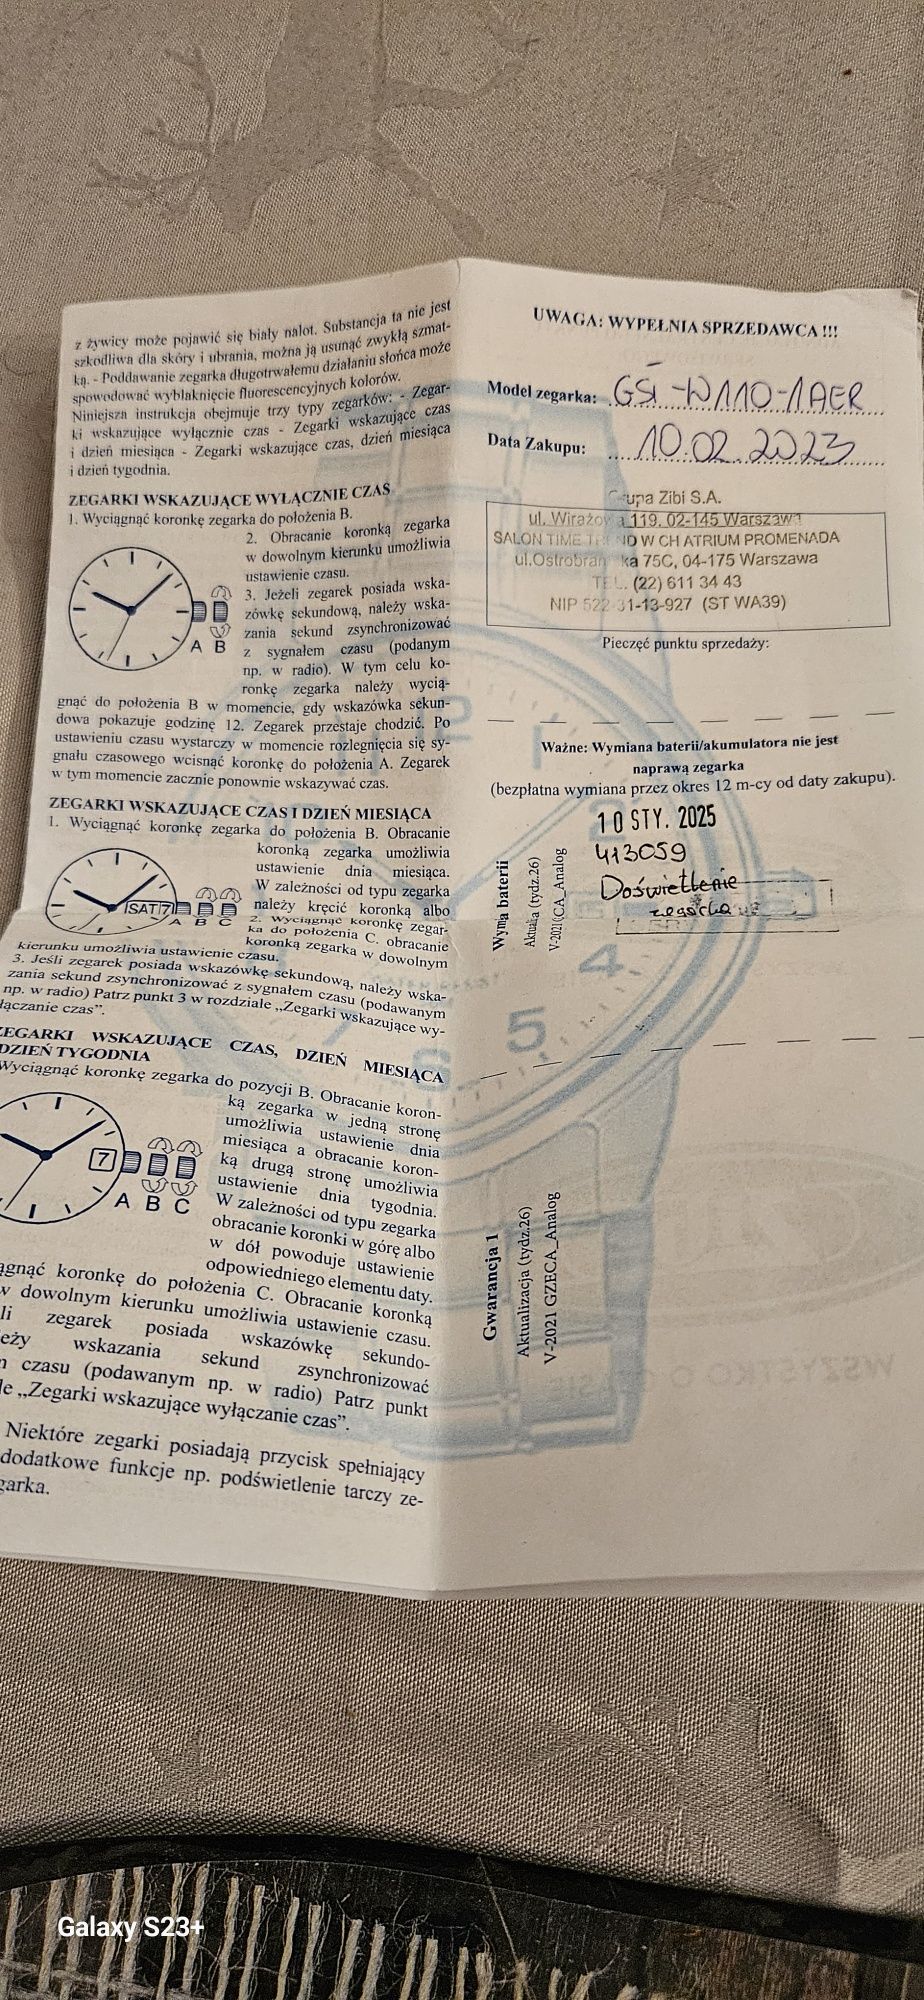 z żywicy może pojawić się biały nalot. Substancja ta nie jest
szkodliwa dla skóry i ubrania, można ją usunąć zwykłą szmat-
ką. - Poddawanie zegarka długotrwałemu działaniu słońca może
spowodować wyblaknięcie fluorescencyjnych kolorów.
Niniejsza instrukcja obejmuje trzy typy zegarków: - Zegar-
ki wskazujące wyłącznie czas - Zegarki wskazujące czas
i dzień miesiąca - Zegarki wskazujące czas, dzień miesiąca
i dzień tygodnia.
ZEGARKI WSKAZUJĄCE WYŁĄCZNIE CZAS
1. Wyciągnąć koronkę zegarka do położenia B.
2. Obracanie koronką zegarka
w dowolnym kierunku umożliwia
ustawienie czasu.
3. Jeżeli zegarek posiada wska-
zówkę sekundową, należy wska-
zania sekund zsynchronizować
z sygnałem czasu (podanym
np. w radio). W tym celu ko-
ronkę zegarka należy wycią-
A B
gnąć do położenia B w momencie, gdy wskazówka sekun-
dowa pokazuje godzinę 12. Zegarek przestaje chodzić. Po
ustawieniu czasu wystarczy w momencie rozlegnięcia się sy-
gnału czasowego wcisnąć koronkę do położenia A. Zegarek
w tym momencie zacznie ponownie wskazywać czas.
ZEGARKI WSKAZUJĄCE CZAS I DZIEŃ MIESIĄCA
1. Wyciągnąć koronkę zegarka do położenia B. Obracanie
koronką zegarka umożliwia
ustawienie dnia miesiąca.
W zależności od typu zegarka
należy kręcić koronką albo
SAT 7
A B C
2. Wyciągnąć koronkę zegar-
ka do położenia C. obracanie
koronką zegarka w dowolnym
kierunku umożliwia ustawienie czasu.
3. Jeśli zegarek posiada wskazówkę sekundową, należy wska-
zania sekund zsynchronizować z sygnałem czasu (podawanym
np. w radio) Patrz punkt 3 w rozdziale „Zegarki wskazujące wy-
łączanie czas”.
ZEGARKI WSKAZUJĄCE CZAS, DZIEŃ MIESIĄCA
DZIEŃ TYGODNIA
Wyciągnąć koronkę zegarka do pozycji B. Obracanie koron-
ką zegarka w jedną stronę
umożliwia ustawienie dnia
miesiąca a obracanie koron-
ką drugą stronę umożliwia
ustawienie dnia tygodnia.
W zależności od typu zegarka
obracanie koronki w górę albo
w dół powoduje ustawienie
odpowiedniego elementu daty.
7
A B C
ągnąć koronkę do położenia C. Obracanie koronką
w dowolnym kierunku umożliwia ustawienie czasu.
li zegarek posiada wskazówkę sekundo-
eży wskazania sekund zsynchronizować
m czasu (podawanym np. w radio) Patrz punkt
le „Zegarki wskazujące wyłączanie czas”.
Niektóre zegarki posiadają przycisk spełniający
dodatkowe funkcje np. podświetlenie tarczy ze-
garka.
UWAGA: WYPEŁNIA SPRZEDAWCA !!!
Model zegarka: GST-W110-1AER
Data Zakupu: 10.02.2023
Grupa Zibi S.A.
ul. Wirażowa 119, 02-145 Warszawa
SALON TIME TREND W CH ATRIUM PROMENADA
ul.Ostrobramska 75C, 04-175 Warszawa
TEL. (22) 611 34 43
NIP 522-31-13-927 (ST WA39)
Pieczęć punktu sprzedaży:
Ważne: Wymiana baterii/akumulatora nie jest
naprawą zegarka
(bezpłatna wymiana przez okres 12 m-cy od daty zakupu).
10 STY. 2025
413059
Doświetlenie
zegarka
Wymia baterii
Aktualia (tydz.26)
V-2021(CA_Analog
Gwarancja 1
Aktualizacja (tydz.26)
V-2021 GZECA_Analog
Galaxy S23+